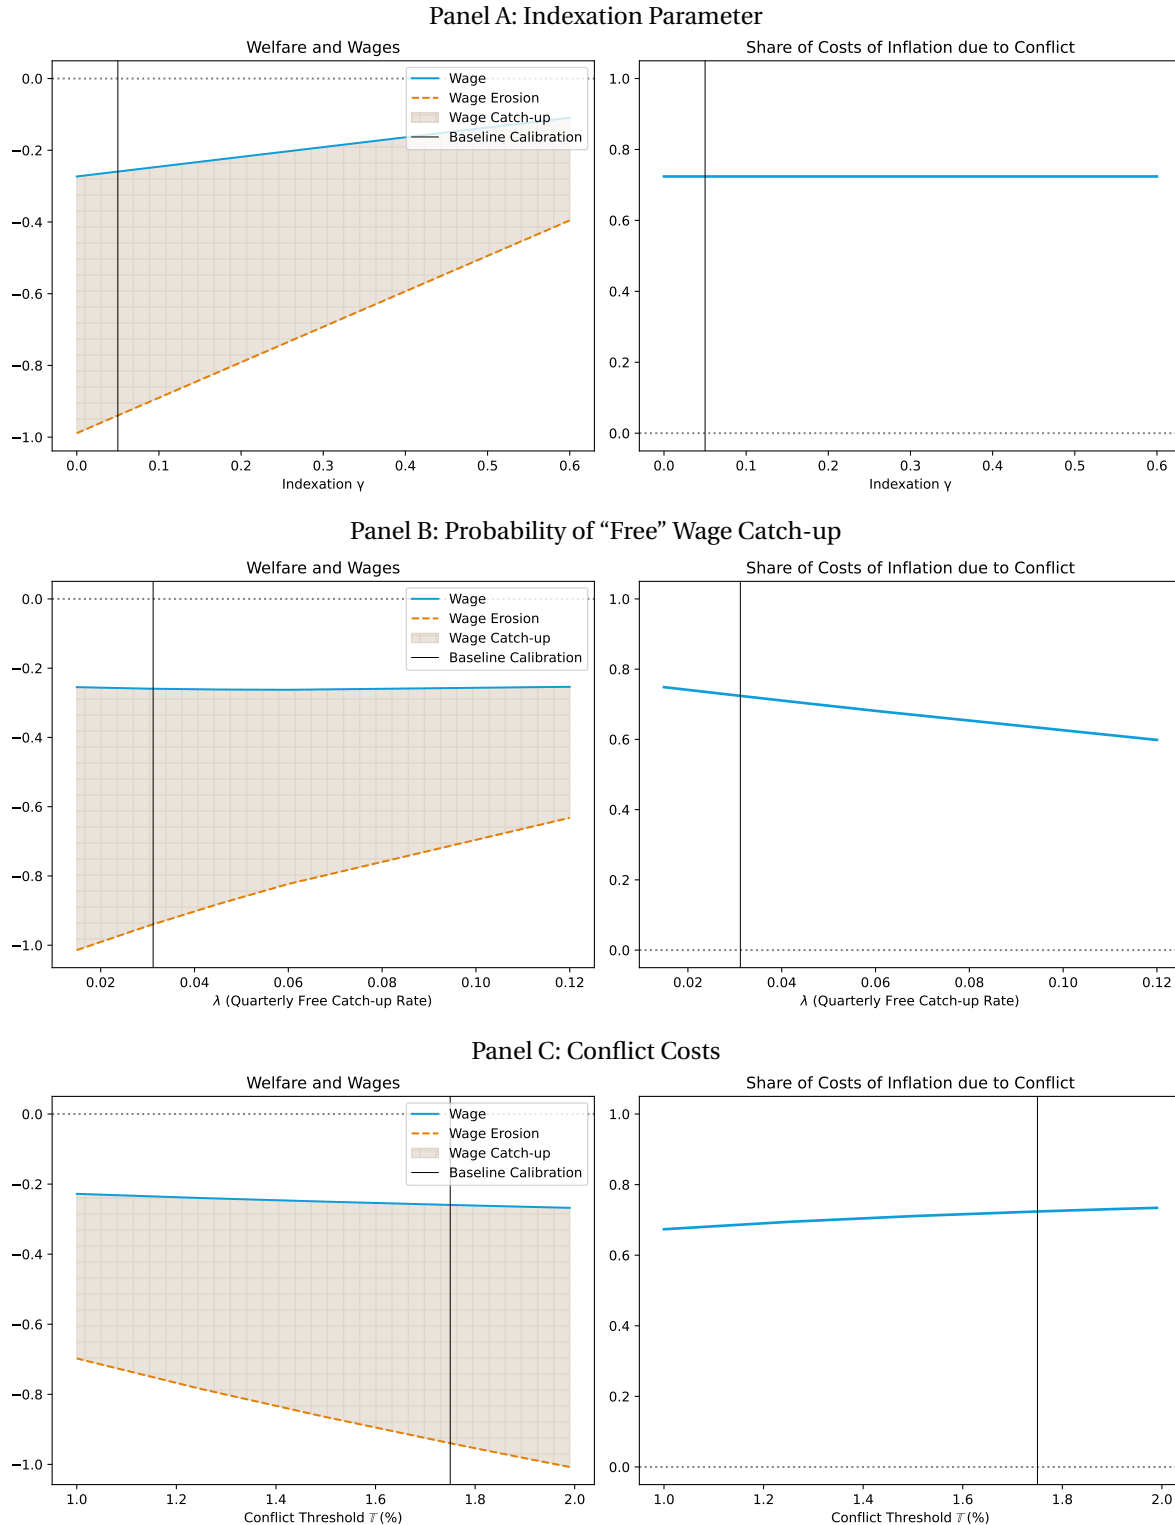 Panel A: Indexation Parameter
Welfare and Wages
0.0
−0.2
−0.4
−0.6
−0.8
−1.0
Wage
Wage Erosion
Wage Catch-up
Baseline Calibration
0.0 0.1 0.2 0.3 0.4 0.5 0.6
Indexation γ
Share of Costs of Inflation due to Conflict
1.0
0.8
0.6
0.4
0.2
0.0
0.0 0.1 0.2 0.3 0.4 0.5 0.6
Indexation γ
Panel B: Probability of “Free” Wage Catch-up
Welfare and Wages
0.0
−0.2
−0.4
−0.6
−0.8
−1.0
Wage
Wage Erosion
Wage Catch-up
Baseline Calibration
0.02 0.04 0.06 0.08 0.10 0.12
λ (Quarterly Free Catch-up Rate)
Share of Costs of Inflation due to Conflict
1.0
0.8
0.6
0.4
0.2
0.0
0.02 0.04 0.06 0.08 0.10 0.12
λ (Quarterly Free Catch-up Rate)
Panel C: Conflict Costs
Welfare and Wages
0.0
−0.2
−0.4
−0.6
−0.8
−1.0
Wage
Wage Erosion
Wage Catch-up
Baseline Calibration
1.0 1.2 1.4 1.6 1.8 2.0
Conflict Threshold 𝕋 (%)
Share of Costs of Inflation due to Conflict
1.0
0.8
0.6
0.4
0.2
0.0
1.0 1.2 1.4 1.6 1.8 2.0
Conflict Threshold 𝕋 (%)